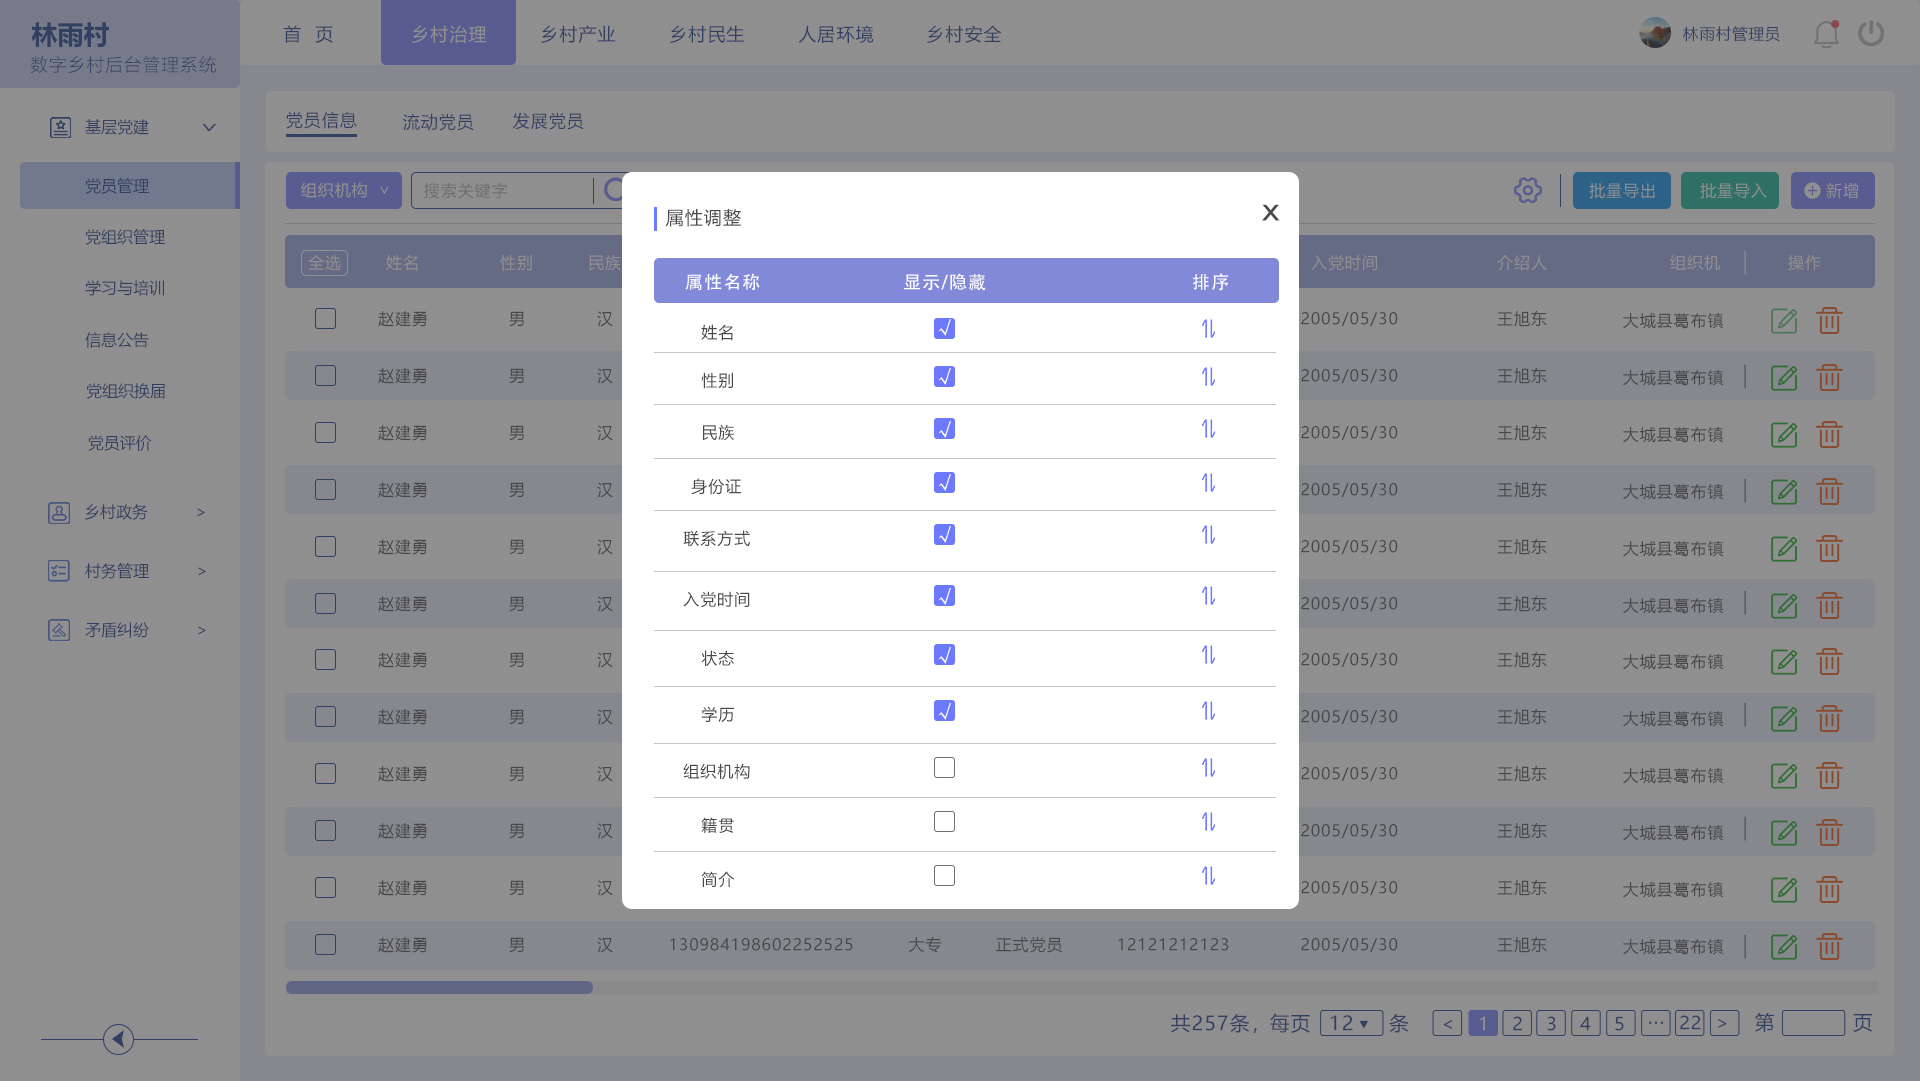 林雨村
数字乡村后台管理系统
首 页
乡村治理
乡村产业
乡村民生
人居环境
乡村安全
林雨村管理员
基层党建
党员管理
党组织管理
学习与培训
信息公告
党组织换届
党员评价
乡村政务 >
村务管理 >
矛盾纠纷 >
党员信息
流动党员
发展党员
组织机构
搜索关键字
批量导出
批量导入
新增
全选 姓名 性别 民族 入党时间 介绍人 组织机 操作
赵建勇 男 汉 2005/05/30 王旭东 大城县葛布镇
赵建勇 男 汉 2005/05/30 王旭东 大城县葛布镇
赵建勇 男 汉 2005/05/30 王旭东 大城县葛布镇
赵建勇 男 汉 2005/05/30 王旭东 大城县葛布镇
赵建勇 男 汉 2005/05/30 王旭东 大城县葛布镇
赵建勇 男 汉 2005/05/30 王旭东 大城县葛布镇
赵建勇 男 汉 2005/05/30 王旭东 大城县葛布镇
赵建勇 男 汉 2005/05/30 王旭东 大城县葛布镇
赵建勇 男 汉 2005/05/30 王旭东 大城县葛布镇
赵建勇 男 汉 2005/05/30 王旭东 大城县葛布镇
赵建勇 男 汉 2005/05/30 王旭东 大城县葛布镇
赵建勇 男 汉 130984198602252525 大专 正式党员 12121212123 2005/05/30 王旭东 大城县葛布镇
共257条，每页 12 条 < 1 2 3 4 5 ··· 22 > 第 页
属性调整 X
属性名称 显示/隐藏 排序
姓名
性别
民族
身份证
联系方式
入党时间
状态
学历
组织机构
籍贯
简介